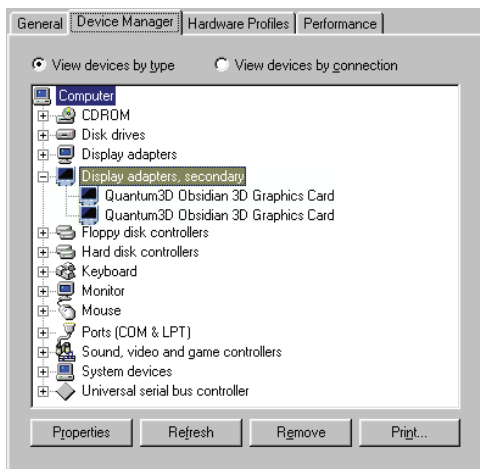 General Device Manager Hardware Profiles Performance
View devices by type View devices by connection
Computer
CDROM
Disk drives
Display adapters
Display adapters, secondary
Quantum3D Obsidian 3D Graphics Card
Quantum3D Obsidian 3D Graphics Card
Floppy disk controllers
Hard disk controllers
Keyboard
Monitor
Mouse
Ports (COM & LPT)
Sound, video and game controllers
System devices
Universal serial bus controller
Properties Refresh Remove Print...